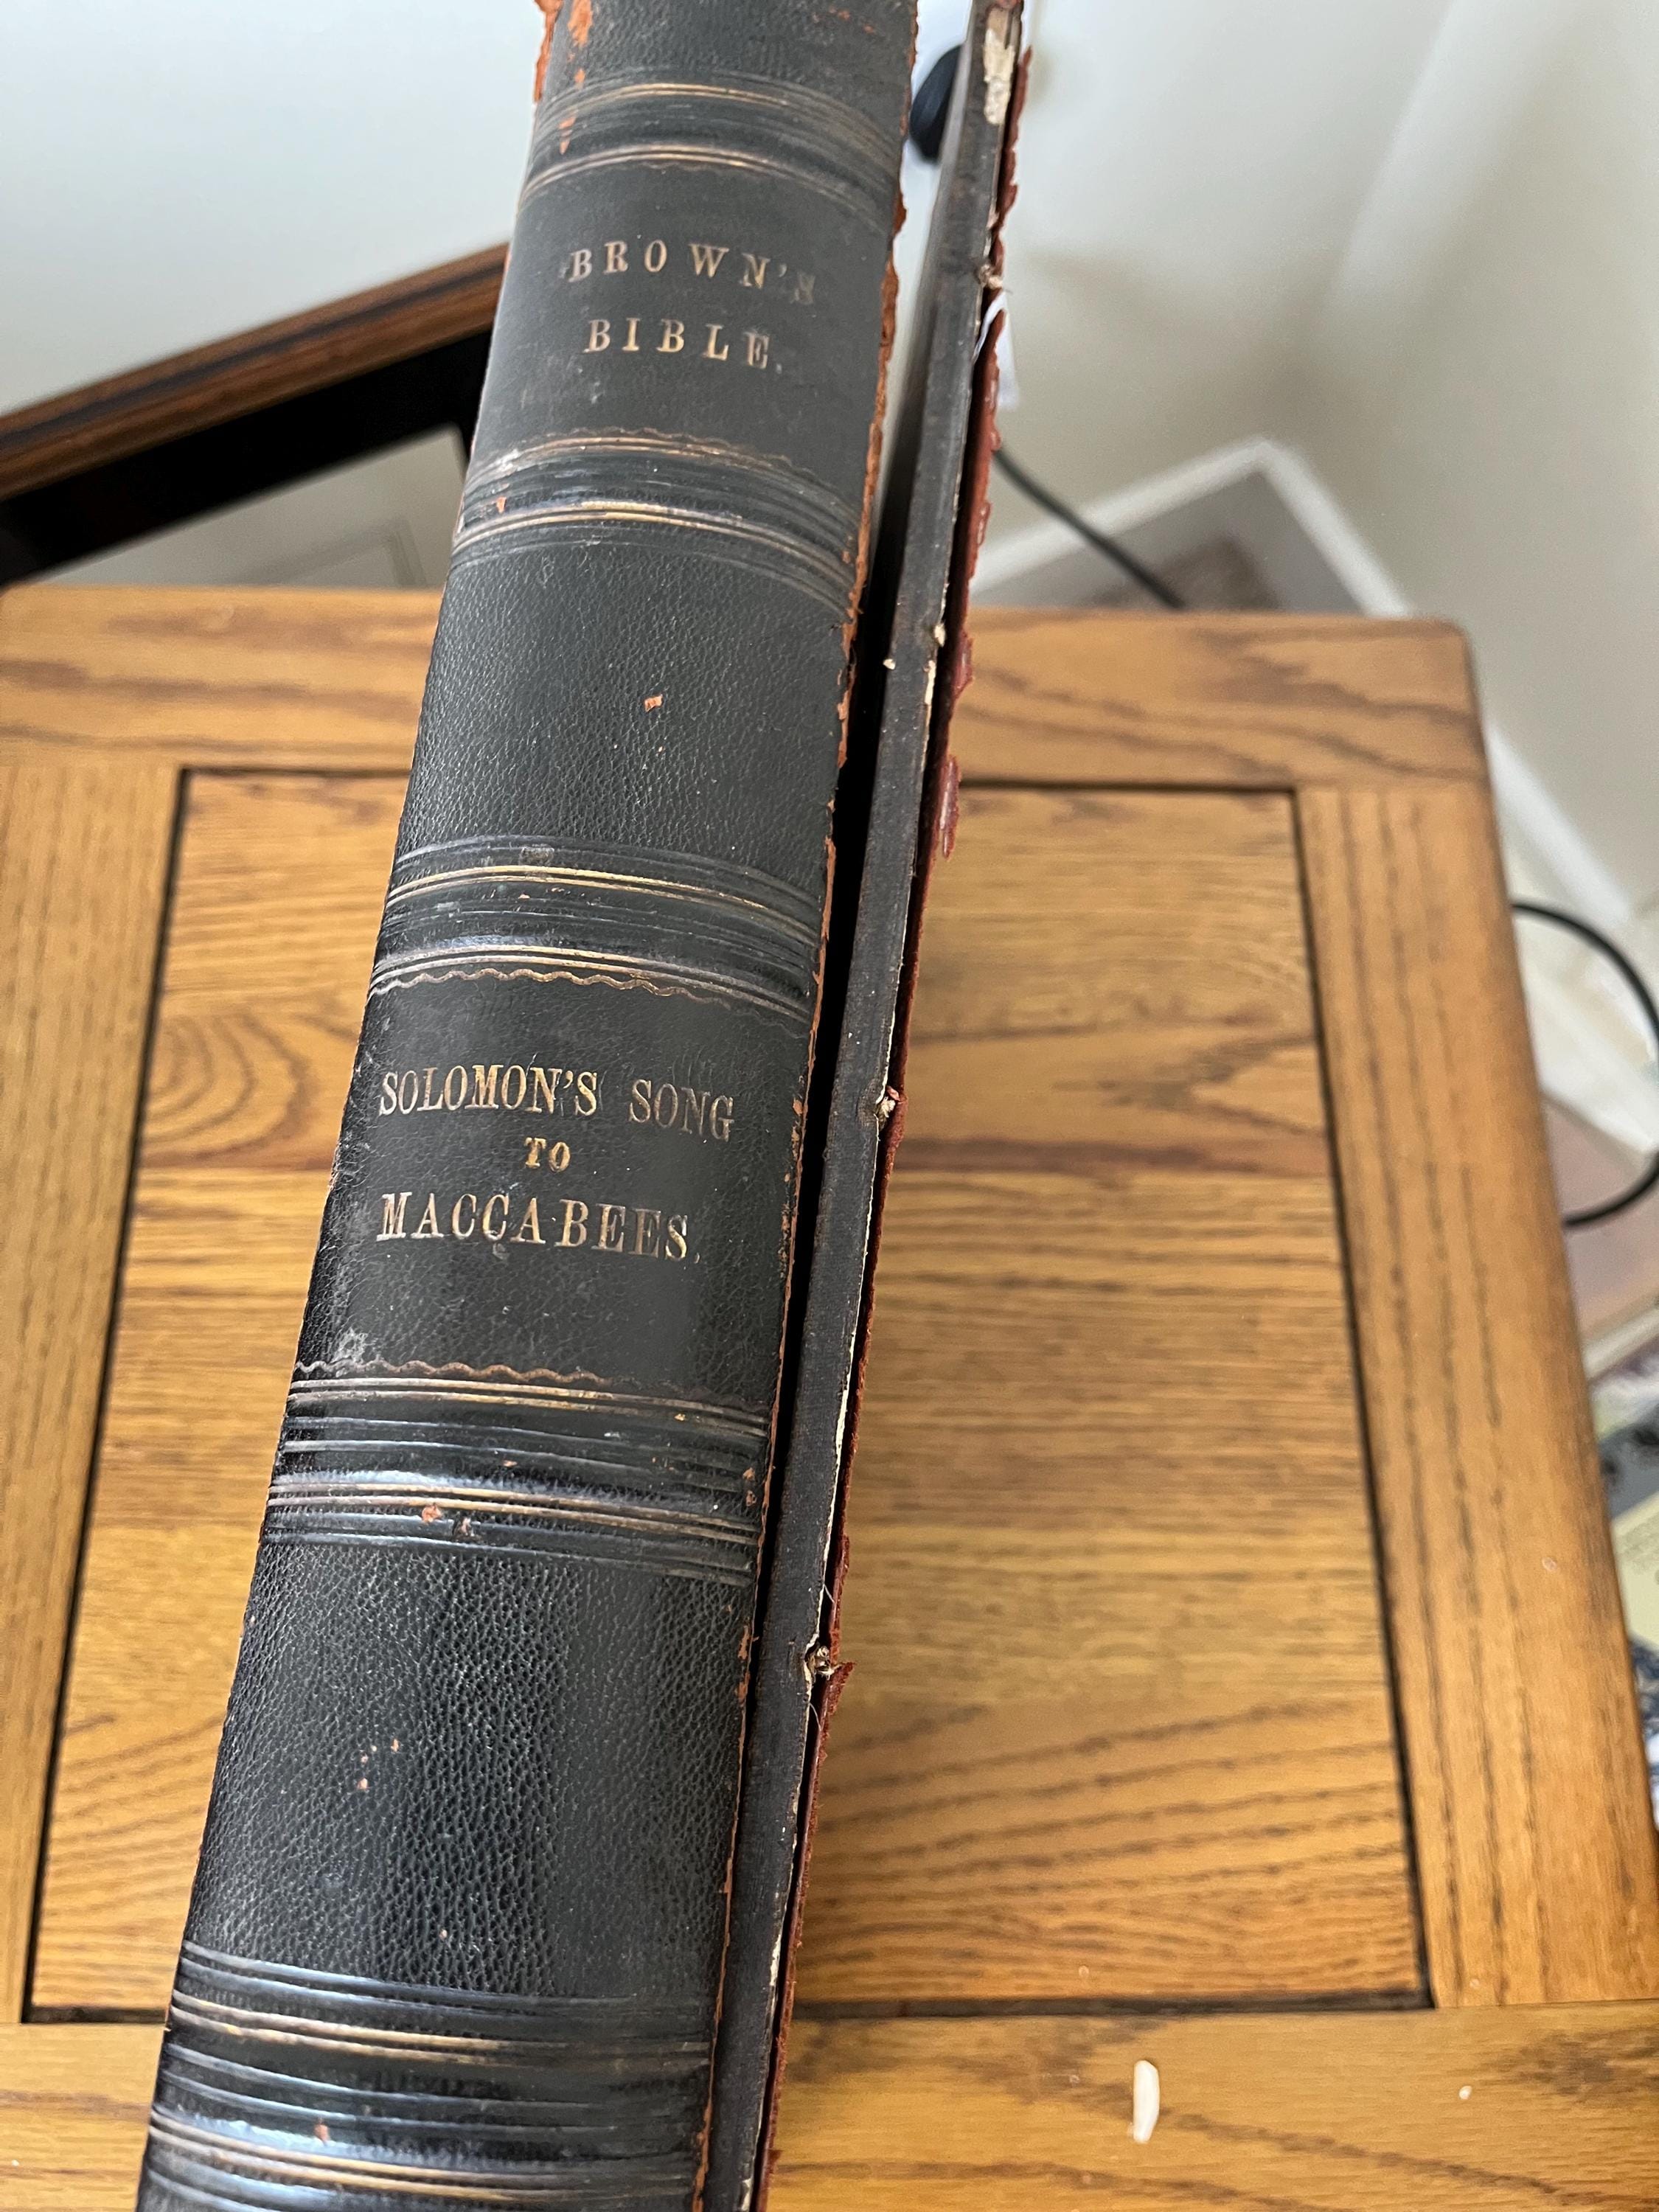 BROWN'S
BIBLE.
SOLOMON'S SONG
TO
MACCABEES.